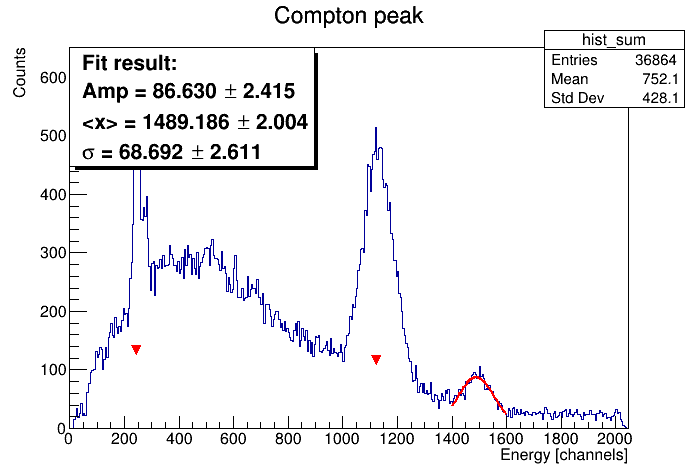 Compton peak
hist_sum
Entries 36864
Mean 752.1
Std Dev 428.1
Fit result:
Amp = 86.630 ± 2.415
<x> = 1489.186 ± 2.004
σ = 68.692 ± 2.611
Counts
600
500
400
300
200
100
0
0 200 400 600 800 1000 1200 1400 1600 1800 2000
Energy [channels]